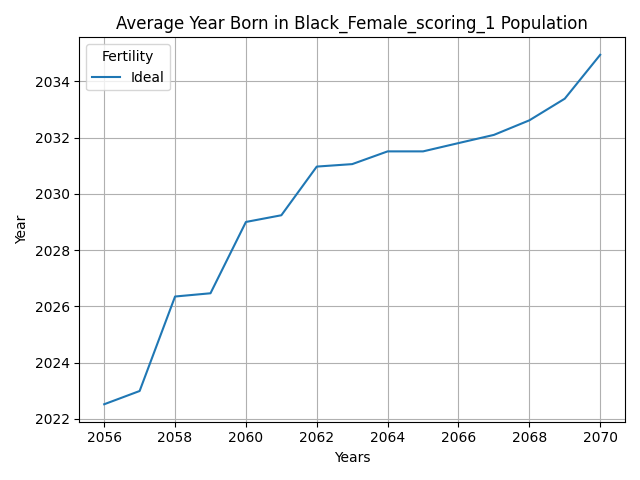 Average Year Born in Black_Female_scoring_1 Population
Fertility
Ideal
Year
2034
2032
2030
2028
2026
2024
2022
2056 2058 2060 2062 2064 2066 2068 2070
Years